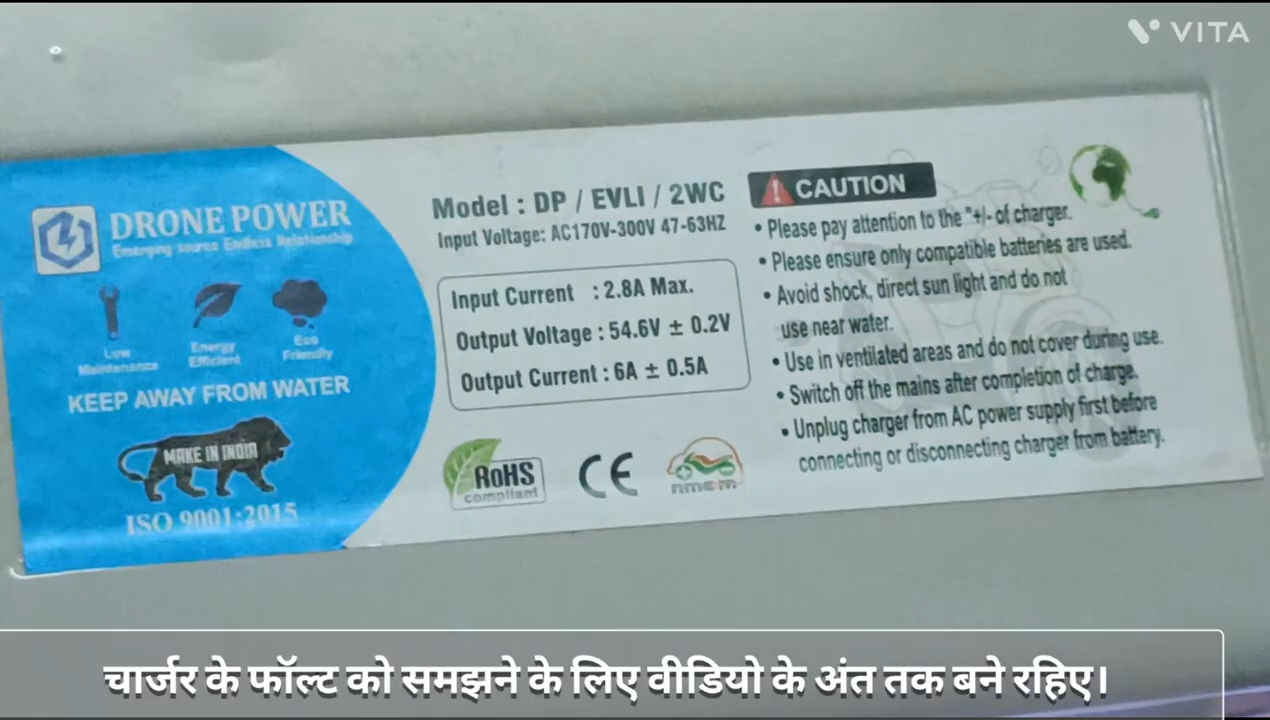 VITA
DRONE POWER
Emerging source Endless Relationship
Low
Maintenance
Energy
Efficient
Eco
Friendly
KEEP AWAY FROM WATER
MAKE IN INDIA
ISO 9001:2015
Model : DP / EVLI / 2WC
Input Voltage: AC170V-300V 47-63HZ
Input Current : 2.8A Max.
Output Voltage : 54.6V ± 0.2V
Output Current : 6A ± 0.5A
RoHS
compliant
CE
nmem
CAUTION
• Please pay attention to the "+/- of charger.
• Please ensure only compatible batteries are used.
• Avoid shock, direct sun light and do not
use near water.
• Use in ventilated areas and do not cover during use.
• Switch off the mains after completion of charge.
• Unplug charger from AC power supply first before
connecting or disconnecting charger from battery.
चार्जर के फॉल्ट को समझने के लिए वीडियो के अंत तक बने रहिए।